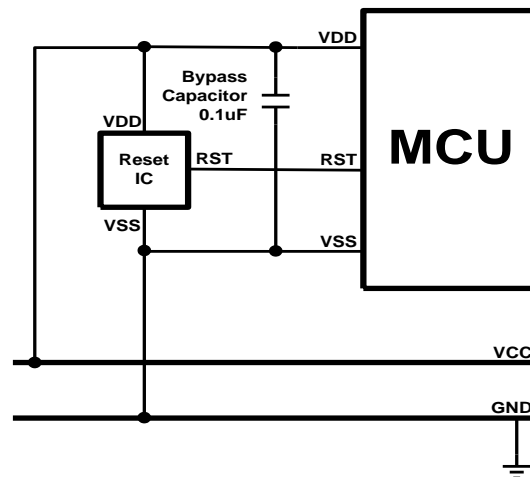 VDD
Bypass
Capacitor
0.1uF
VDD
Reset
IC
RST
RST
MCU
VSS
VSS
VCC
GND